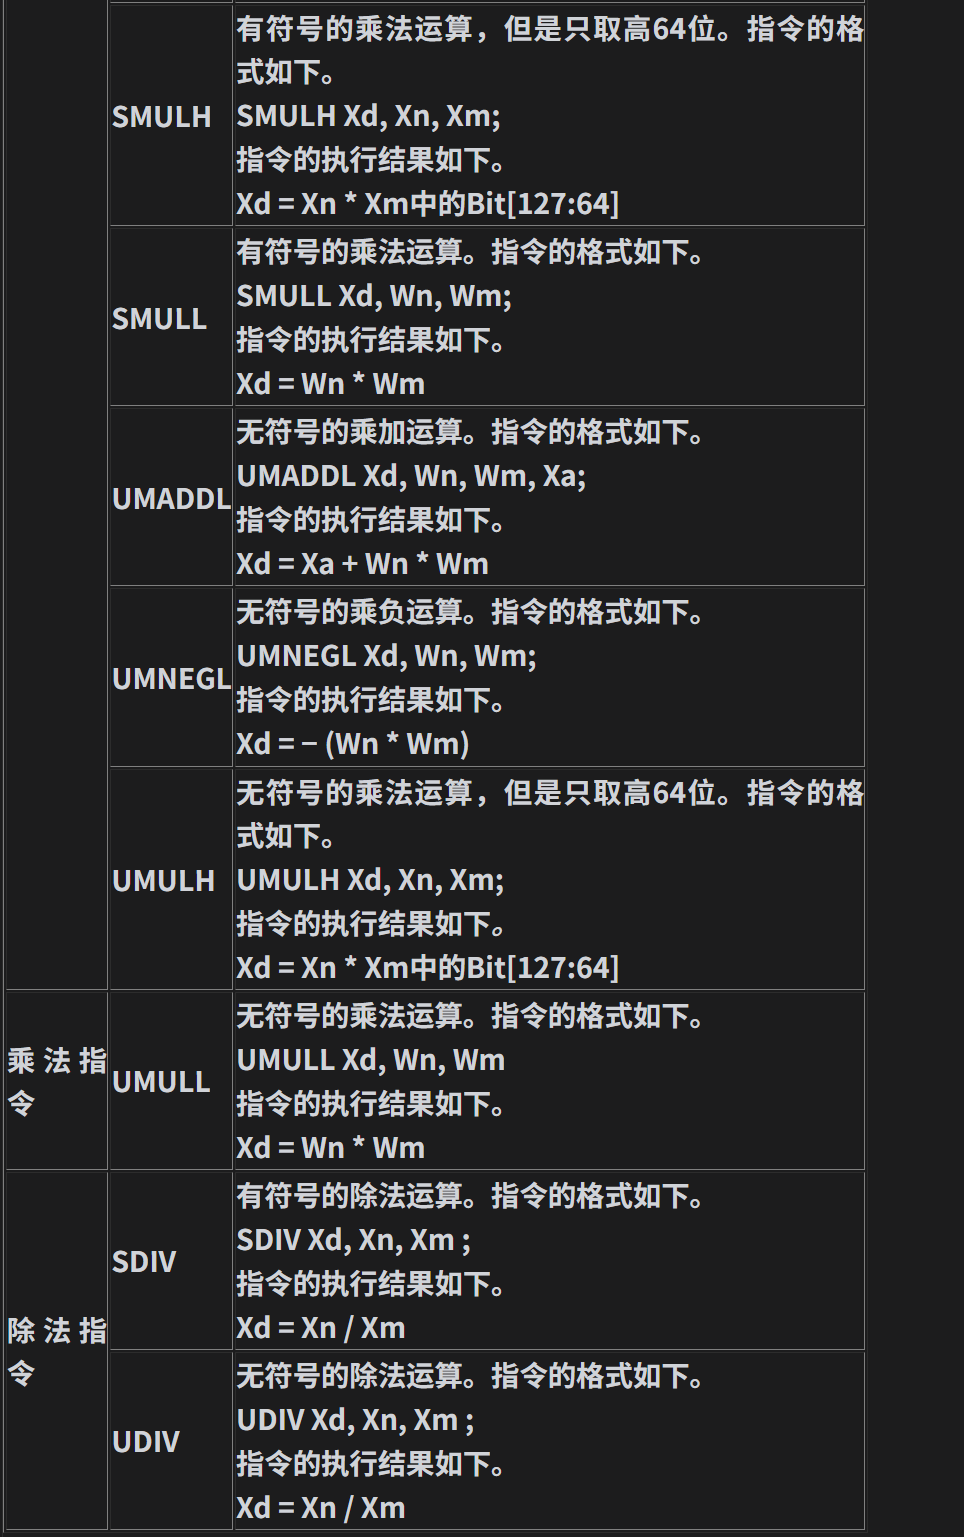 SMULH
有符号的乘法运算，但是只取高64位。指令的格
式如下。
SMULH Xd, Xn, Xm;
指令的执行结果如下。
Xd = Xn * Xm中的Bit[127:64]
SMULL
有符号的乘法运算。指令的格式如下。
SMULL Xd, Wn, Wm;
指令的执行结果如下。
Xd = Wn * Wm
UMADDL
无符号的乘加运算。指令的格式如下。
UMADDL Xd, Wn, Wm, Xa;
指令的执行结果如下。
Xd = Xa + Wn * Wm
UMNEGL
无符号的乘负运算。指令的格式如下。
UMNEGL Xd, Wn, Wm;
指令的执行结果如下。
Xd = − (Wn * Wm)
UMULH
无符号的乘法运算，但是只取高64位。指令的格
式如下。
UMULH Xd, Xn, Xm;
指令的执行结果如下。
Xd = Xn * Xm中的Bit[127:64]
乘法指
令
UMULL
无符号的乘法运算。指令的格式如下。
UMULL Xd, Wn, Wm
指令的执行结果如下。
Xd = Wn * Wm
除法指
令
SDIV
有符号的除法运算。指令的格式如下。
SDIV Xd, Xn, Xm ;
指令的执行结果如下。
Xd = Xn / Xm
UDIV
无符号的除法运算。指令的格式如下。
UDIV Xd, Xn, Xm ;
指令的执行结果如下。
Xd = Xn / Xm